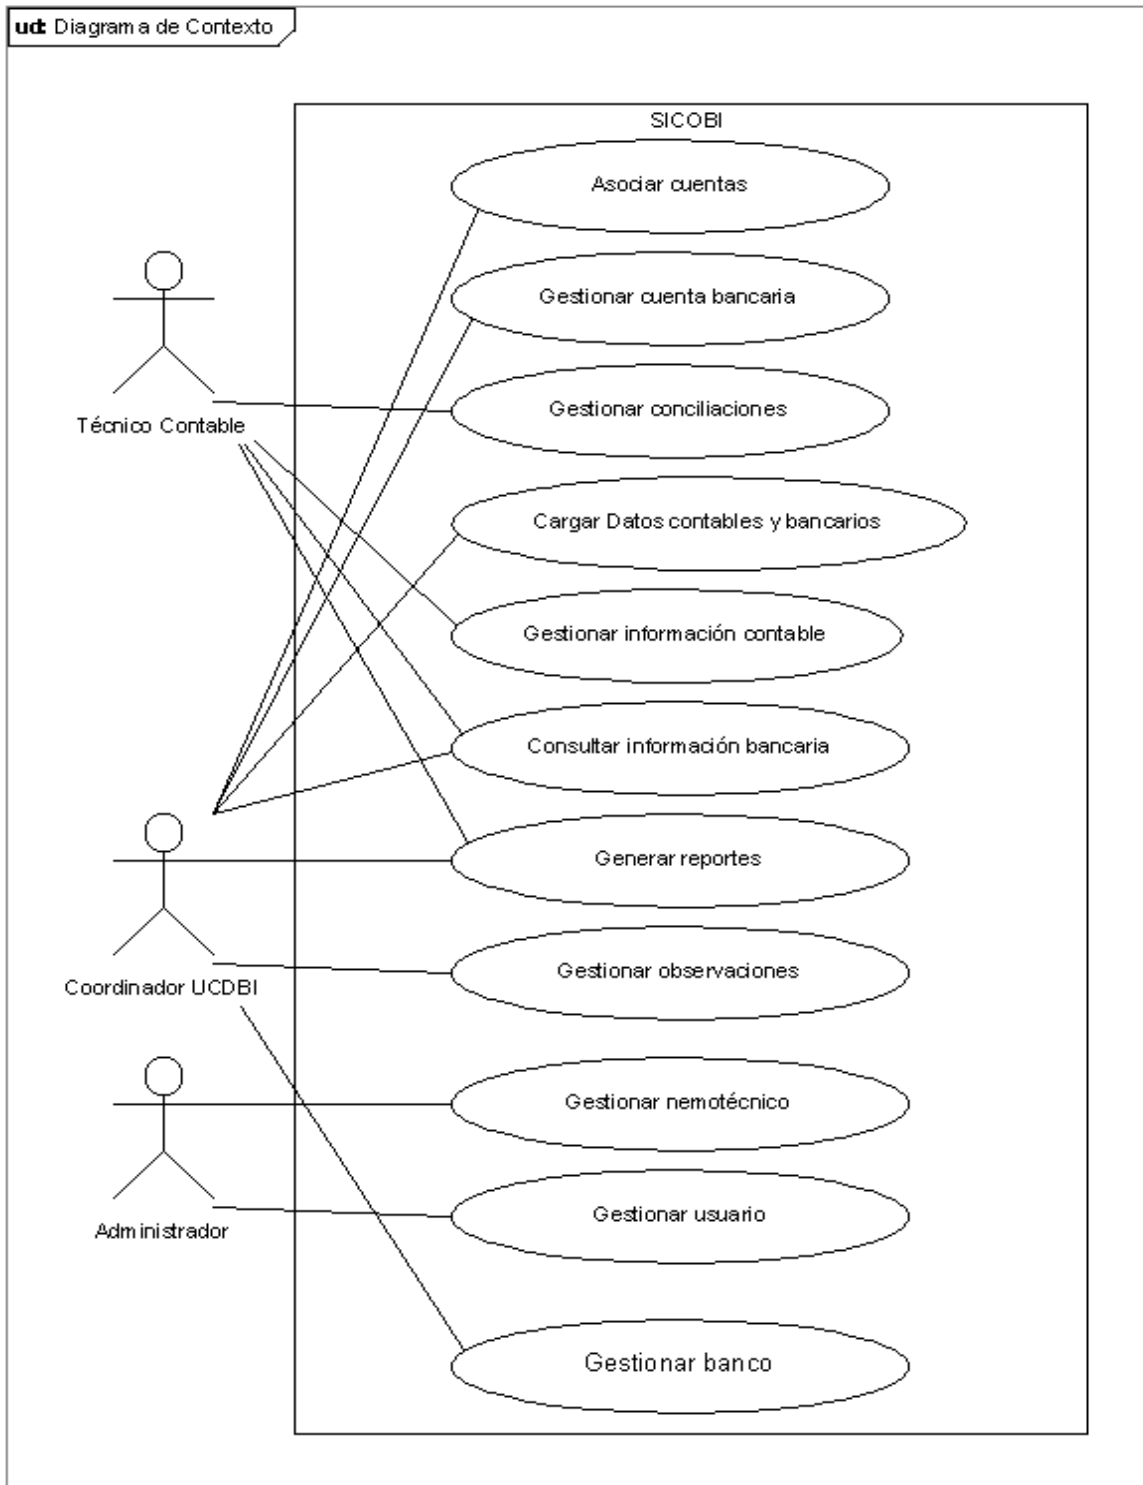 uct Diagrama de Contexto
SICOBI
Asociar cuentas
Gestionar cuenta bancaria
Gestionar conciliaciones
Técnico Contable
Cargar Datos contables y bancarios
Gestionar información contable
Consultar información bancaria
Generar reportes
Gestionar observaciones
Coordinador UCDBI
Gestionar nemotécnico
Gestionar usuario
Administrador
Gestionar banco